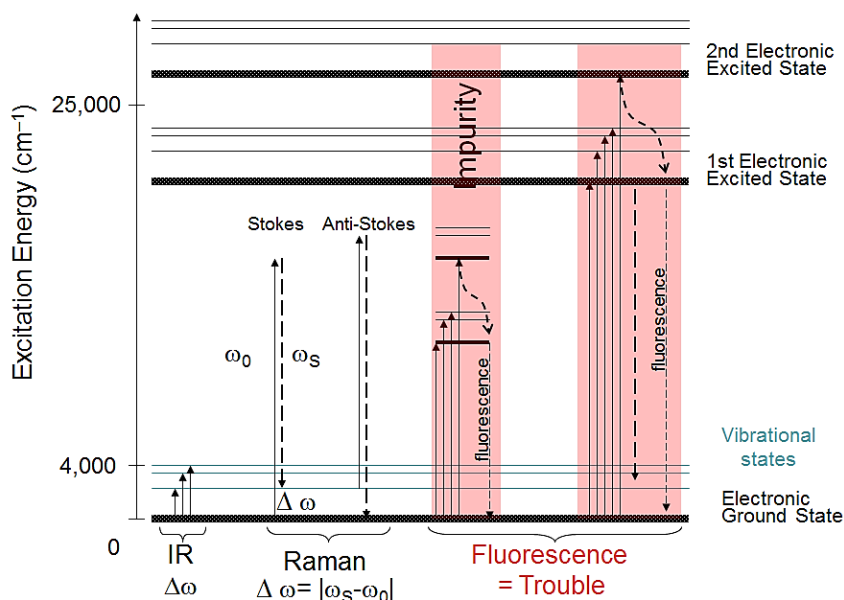 2nd Electronic
Excited State
25,000
Excitation Energy (cm⁻¹)
Impurity
1st Electronic
Excited State
Stokes
Anti-Stokes
ω₀
ωS
fluorescence
fluorescence
4,000
Vibrational
states
Δ ω
Electronic
Ground State
0
IR
Δω
Raman
Δ ω= |ωS-ω₀|
Fluorescence
= Trouble